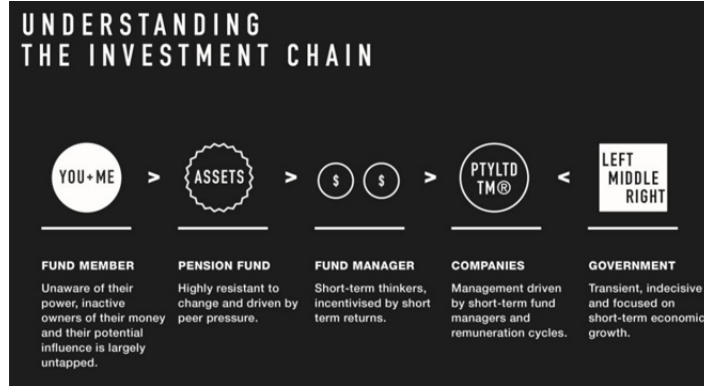 UNDERSTANDING
THE INVESTMENT CHAIN
YOU+ME
>
ASSETS
>
$
$
>
PTYLTD
TM®
<
LEFT
MIDDLE
RIGHT
FUND MEMBER
Unaware of their
power, inactive
owners of their money
and their potential
influence is largely
untapped.
PENSION FUND
Highly resistant to
change and driven by
peer pressure.
FUND MANAGER
Short-term thinkers,
incentivised by short
term returns.
COMPANIES
Management driven
by short-term fund
managers and
remuneration cycles.
GOVERNMENT
Transient, indecisive
and focused on
short-term economic
growth.